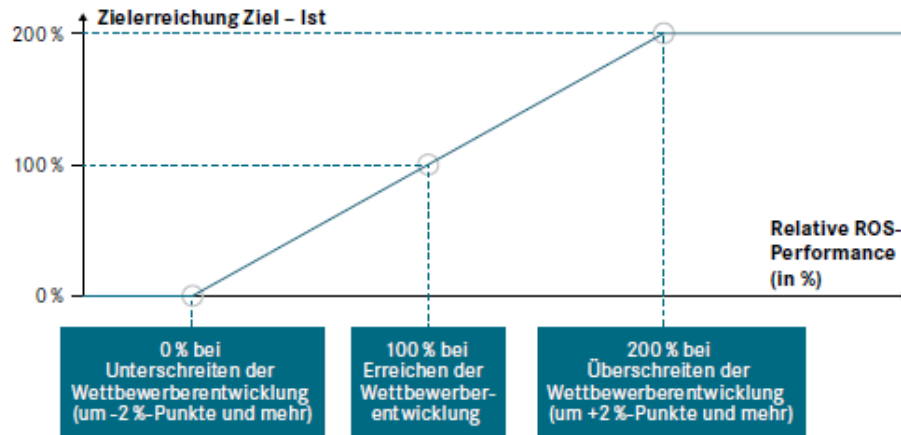 Zielerreichung Ziel – Ist
200 %
100 %
Relative ROS-
Performance
(in %)
0 %
0 % bei
Unterschreiten der
Wettbewerberentwicklung
(um -2 %-Punkte und mehr)
100 % bei
Erreichen der
Wettbewerber-
entwicklung
200 % bei
Überschreiten der
Wettbewerberentwicklung
(um +2 %-Punkte und mehr)